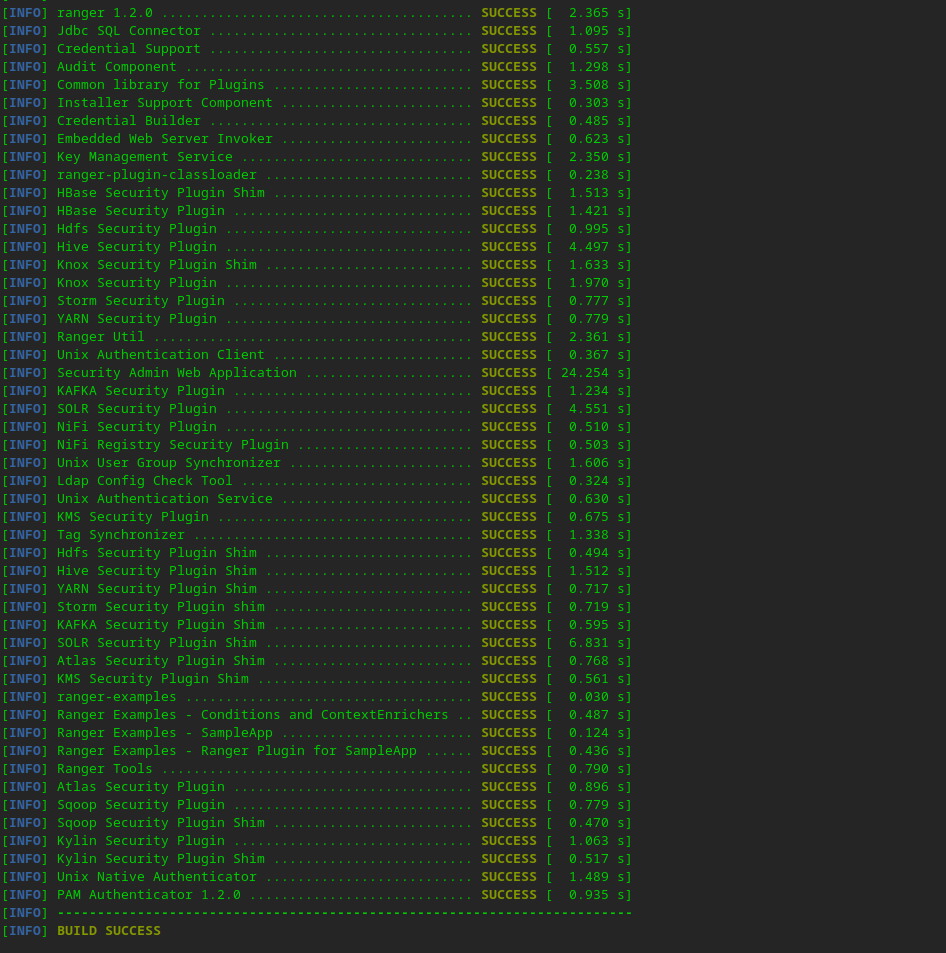 [INFO] ranger 1.2.0 ....................................... SUCCESS [  2.365 s]
[INFO] Jdbc SQL Connector ................................. SUCCESS [  1.095 s]
[INFO] Credential Support ................................. SUCCESS [  0.557 s]
[INFO] Audit Component .................................... SUCCESS [  1.298 s]
[INFO] Common library for Plugins ......................... SUCCESS [  3.508 s]
[INFO] Installer Support Component ........................ SUCCESS [  0.303 s]
[INFO] Credential Builder ................................. SUCCESS [  0.485 s]
[INFO] Embedded Web Server Invoker ........................ SUCCESS [  0.623 s]
[INFO] Key Management Service ............................. SUCCESS [  2.350 s]
[INFO] ranger-plugin-classloader .......................... SUCCESS [  0.238 s]
[INFO] HBase Security Plugin Shim ......................... SUCCESS [  1.513 s]
[INFO] HBase Security Plugin .............................. SUCCESS [  1.421 s]
[INFO] Hdfs Security Plugin ............................... SUCCESS [  0.995 s]
[INFO] Hive Security Plugin ............................... SUCCESS [  4.497 s]
[INFO] Knox Security Plugin Shim .......................... SUCCESS [  1.633 s]
[INFO] Knox Security Plugin ............................... SUCCESS [  1.970 s]
[INFO] Storm Security Plugin .............................. SUCCESS [  0.777 s]
[INFO] YARN Security Plugin ............................... SUCCESS [  0.779 s]
[INFO] Ranger Util ........................................ SUCCESS [  2.361 s]
[INFO] Unix Authentication Client ......................... SUCCESS [  0.367 s]
[INFO] Security Admin Web Application ..................... SUCCESS [ 24.254 s]
[INFO] KAFKA Security Plugin .............................. SUCCESS [  1.234 s]
[INFO] SOLR Security Plugin ............................... SUCCESS [  4.551 s]
[INFO] NiFi Security Plugin ............................... SUCCESS [  0.510 s]
[INFO] NiFi Registry Security Plugin ...................... SUCCESS [  0.503 s]
[INFO] Unix User Group Synchronizer ....................... SUCCESS [  1.606 s]
[INFO] Ldap Config Check Tool ............................. SUCCESS [  0.324 s]
[INFO] Unix Authentication Service ........................ SUCCESS [  0.630 s]
[INFO] KMS Security Plugin ................................ SUCCESS [  0.675 s]
[INFO] Tag Synchronizer ................................... SUCCESS [  1.338 s]
[INFO] Hdfs Security Plugin Shim .......................... SUCCESS [  0.494 s]
[INFO] Hive Security Plugin Shim .......................... SUCCESS [  1.512 s]
[INFO] YARN Security Plugin Shim .......................... SUCCESS [  0.717 s]
[INFO] Storm Security Plugin shim ......................... SUCCESS [  0.719 s]
[INFO] KAFKA Security Plugin Shim ......................... SUCCESS [  0.595 s]
[INFO] SOLR Security Plugin Shim .......................... SUCCESS [  6.831 s]
[INFO] Atlas Security Plugin Shim ......................... SUCCESS [  0.768 s]
[INFO] KMS Security Plugin Shim ........................... SUCCESS [  0.561 s]
[INFO] ranger-examples .................................... SUCCESS [  0.030 s]
[INFO] Ranger Examples - Conditions and ContextEnrichers .. SUCCESS [  0.487 s]
[INFO] Ranger Examples - SampleApp ........................ SUCCESS [  0.124 s]
[INFO] Ranger Examples - Ranger Plugin for SampleApp ...... SUCCESS [  0.436 s]
[INFO] Ranger Tools ....................................... SUCCESS [  0.790 s]
[INFO] Atlas Security Plugin .............................. SUCCESS [  0.896 s]
[INFO] Sqoop Security Plugin .............................. SUCCESS [  0.779 s]
[INFO] Sqoop Security Plugin Shim ......................... SUCCESS [  0.470 s]
[INFO] Kylin Security Plugin .............................. SUCCESS [  1.063 s]
[INFO] Kylin Security Plugin Shim ......................... SUCCESS [  0.517 s]
[INFO] Unix Native Authenticator .......................... SUCCESS [  1.489 s]
[INFO] PAM Authenticator 1.2.0 ............................ SUCCESS [  0.935 s]
[INFO] ------------------------------------------------------------------------
[INFO] BUILD SUCCESS